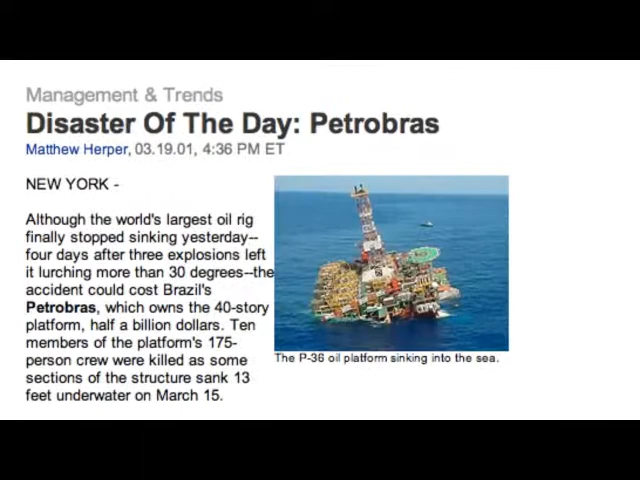 Management & Trends
Disaster Of The Day: Petrobras
Matthew Herper, 03.19.01, 4:36 PM ET
NEW YORK -
Although the world's largest oil rig
finally stopped sinking yesterday--
four days after three explosions left
it lurching more than 30 degrees--the
accident could cost Brazil's
Petrobras, which owns the 40-story
platform, half a billion dollars. Ten
members of the platform's 175-
person crew were killed as some
sections of the structure sank 13
feet underwater on March 15.
The P-36 oil platform sinking into the sea.